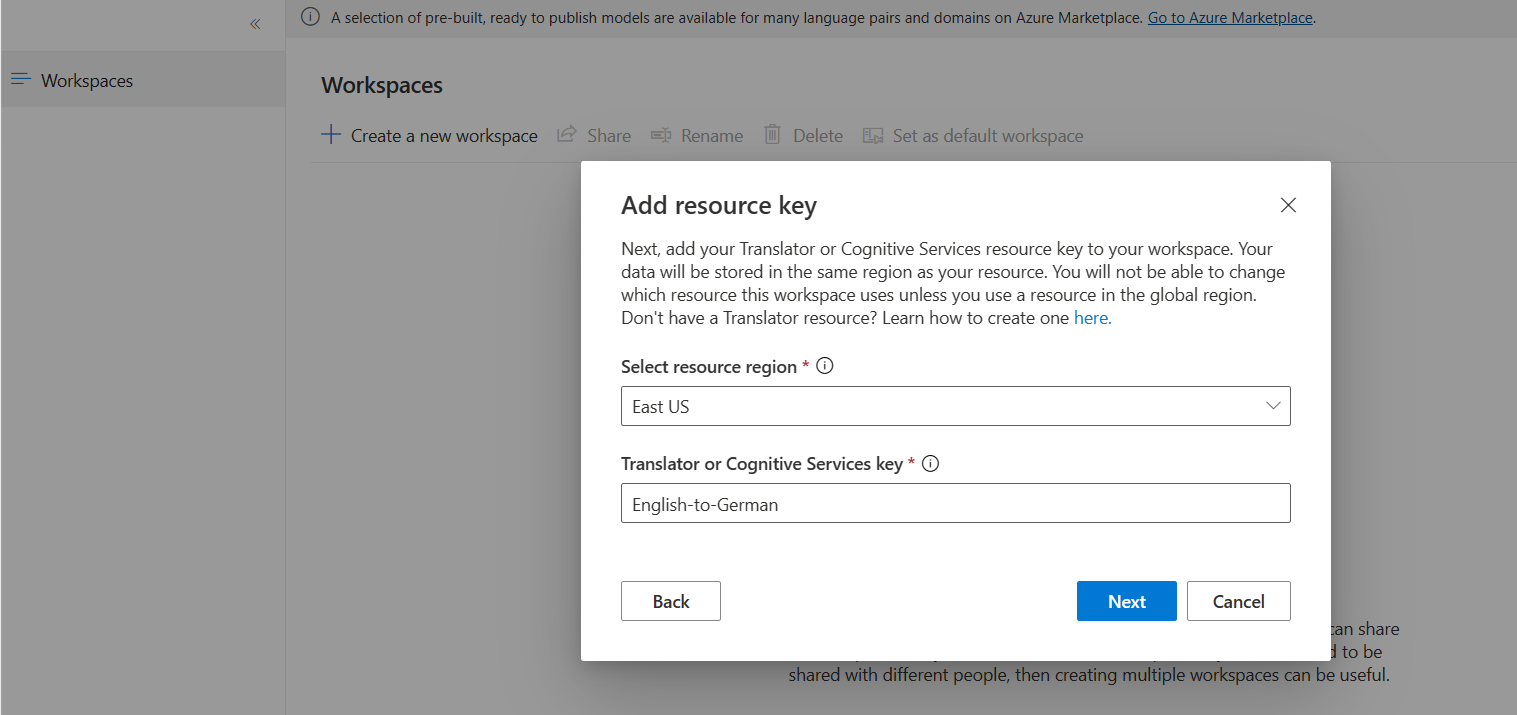 A selection of pre-built, ready to publish models are available for many language pairs and domains on Azure Marketplace. Go to Azure Marketplace.
Workspaces
Workspaces
Create a new workspace Share Rename Delete Set as default workspace
Add resource key
Next, add your Translator or Cognitive Services resource key to your workspace. Your
data will be stored in the same region as your resource. You will not be able to change
which resource this workspace uses unless you use a resource in the global region.
Don't have a Translator resource? Learn how to create one here.
Select resource region *
East US
Translator or Cognitive Services key *
English-to-German
Back Next Cancel
can share
to be
shared with different people, then creating multiple workspaces can be useful.